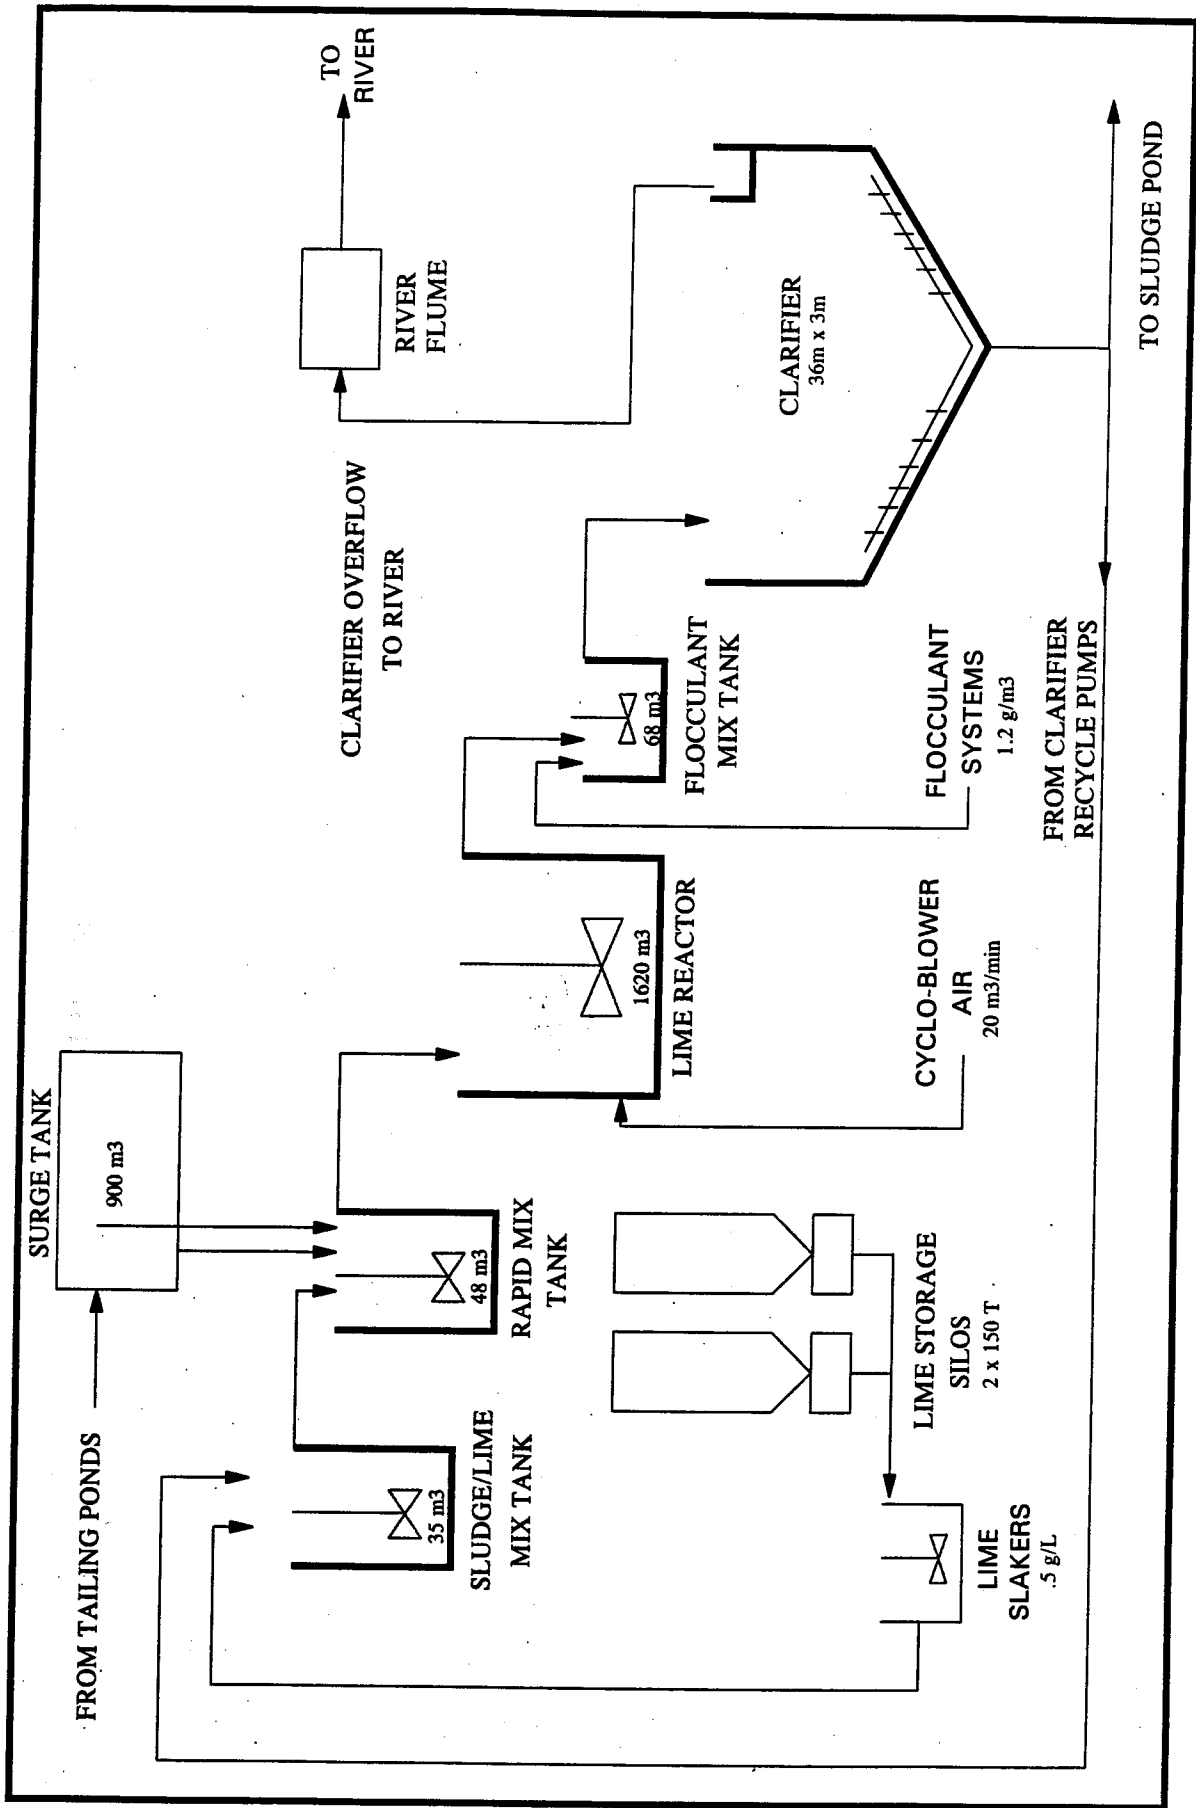 SURGE TANK
900 m3
FROM TAILING PONDS
TO
RIVER
RIVER
FLUME
CLARIFIER OVERFLOW
TO RIVER
35 m3
SLUDGE/LIME
MIX TANK
48 m3
RAPID MIX
TANK
1620 m3
LIME REACTOR
68 m3
FLOCCULANT
MIX TANK
CLARIFIER
36m x 3m
LIME
SLAKERS
.5 g/L
LIME STORAGE
SILOS
2 x 150 T
CYCLO-BLOWER
AIR
20 m3/min
FLOCCULANT
SYSTEMS
1.2 g/m3
FROM CLARIFIER
RECYCLE PUMPS
TO SLUDGE POND